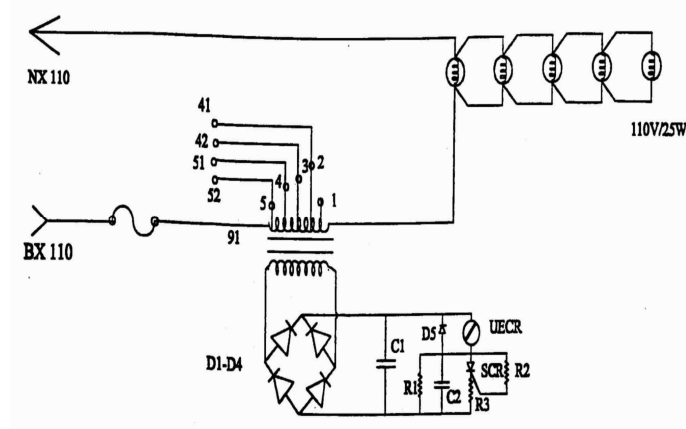 NX 110
110V/25W
41
42
51
52
2
3
4
5
1
91
BX 110
D1-D4
C1
D5
UECR
SCR
R1
C2
R2
R3